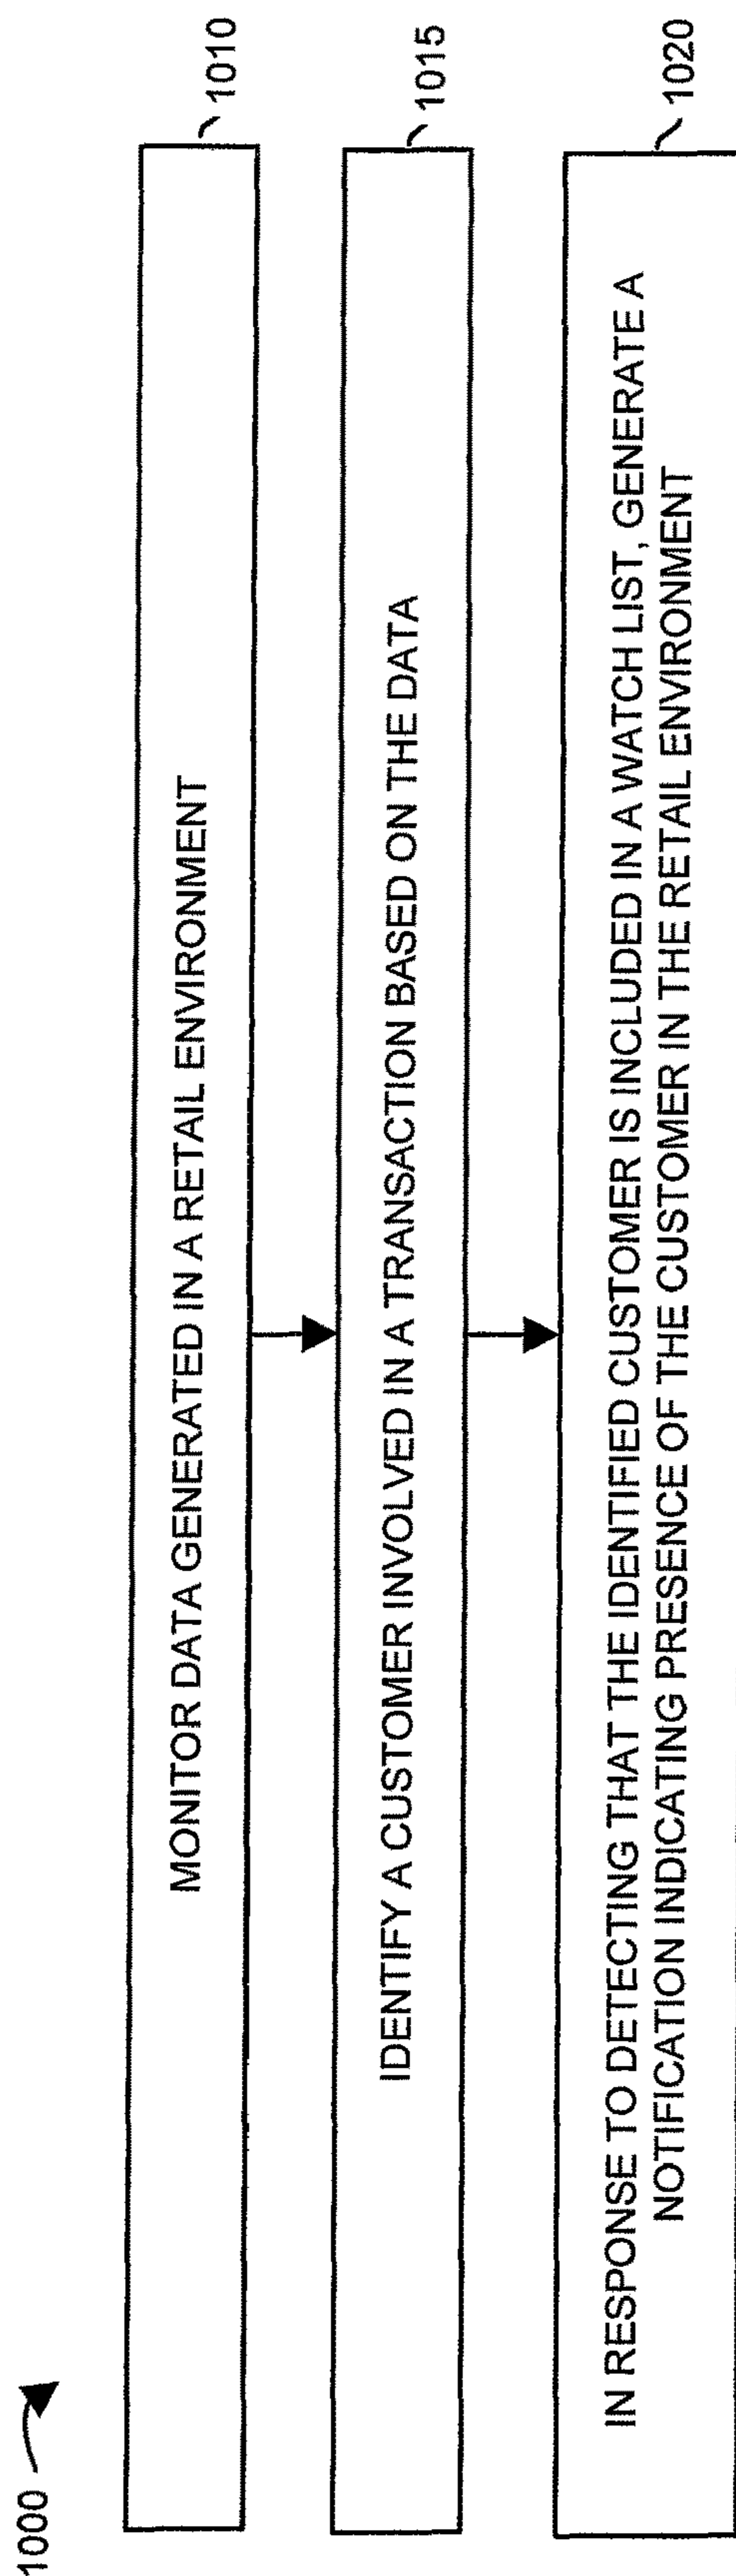 1000
MONITOR DATA GENERATED IN A RETAIL ENVIRONMENT
1010
IDENTIFY A CUSTOMER INVOLVED IN A TRANSACTION BASED ON THE DATA
1015
IN RESPONSE TO DETECTING THAT THE IDENTIFIED CUSTOMER IS INCLUDED IN A WATCH LIST, GENERATE A
NOTIFICATION INDICATING PRESENCE OF THE CUSTOMER IN THE RETAIL ENVIRONMENT
1020